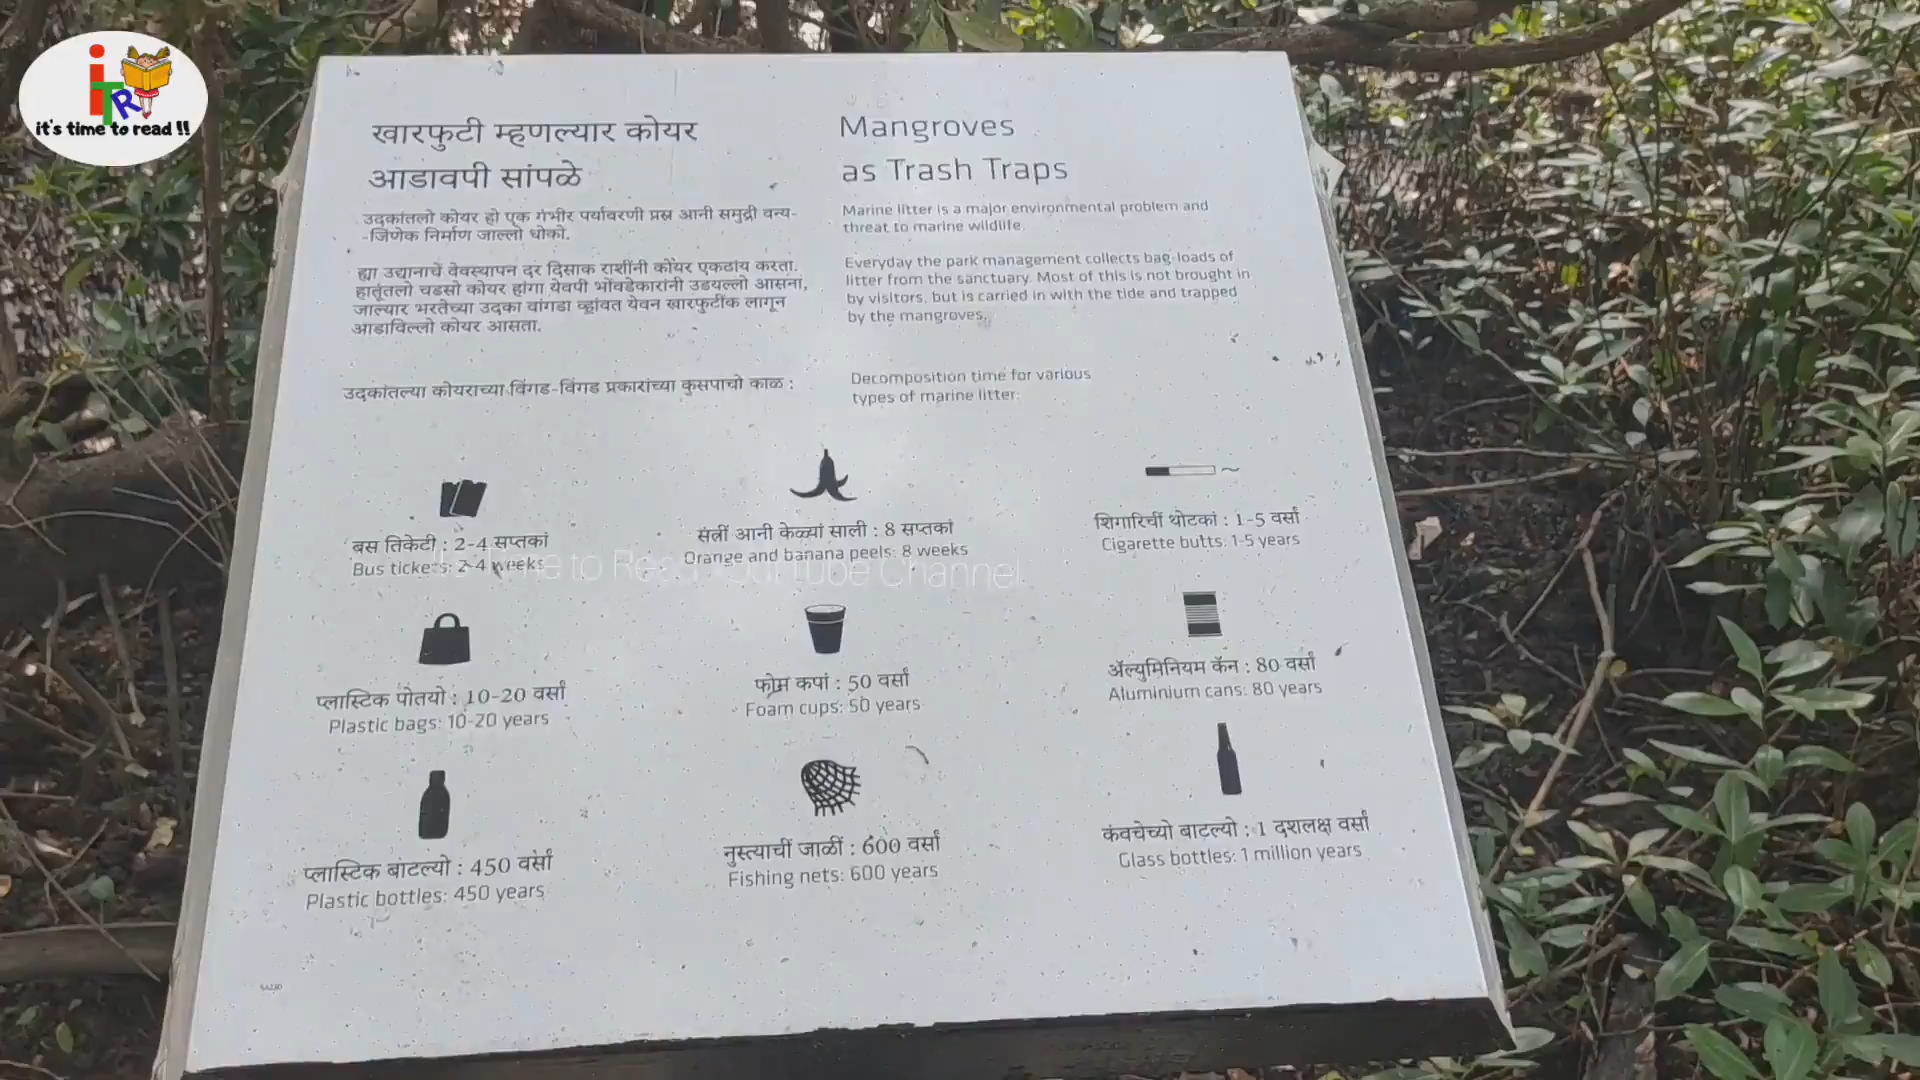 iTR
it's time to read !!
खारफुटी म्हणल्यार कोयर
आडावपी सांपळे
उदकांतलो कोयर हो एक गंभीर पर्यावरणी प्रस्न आनी समुद्री वन्य-
-जिणेक निर्माण जाल्लो धोको.
ह्या उद्यानाचें वेवस्थापन दर दिसाक राशींनी कोयर एकठांय करता.
हातूंतलो चडसो कोयर हांगा येवपी भोंवडेकारांनी उडयल्लो आसना,
जाल्यार भरतेच्या उदका वांगडा व्हांवत येवन खारफुटींक लागून
आडाविल्लो कोयर आसता.
उदकांतल्या कोयराच्या विंगड-विंगड प्रकारांच्या कुसपाचो काळ :
Mangroves
as Trash Traps
Marine litter is a major environmental problem and
threat to marine wildlife.
Everyday the park management collects bag-loads of
litter from the sanctuary. Most of this is not brought in
by visitors, but is carried in with the tide and trapped
by the mangroves.
Decomposition time for various
types of marine litter:
बस तिकेटी : 2-4 सप्तकां
Bus tickets: 2-4 weeks
संत्रीं आनी केळ्यां साली : 8 सप्तकां
Orange and banana peels: 8 weeks
शिगारिचीं थोटकां : 1-5 वर्सां
Cigarette butts: 1-5 years
Time to Read YouTube Channel
प्लास्टिक पोतयो : 10-20 वर्सां
Plastic bags: 10-20 years
फोम कपां : 50 वर्सां
Foam cups: 50 years
ॲल्युमिनियम कॅन : 80 वर्सां
Aluminium cans: 80 years
प्लास्टिक बाटल्यो : 450 वर्सां
Plastic bottles: 450 years
नुस्त्याचीं जाळीं : 600 वर्सां
Fishing nets: 600 years
कंवचेच्यो बाटल्यो : 1 दशलक्ष वर्सां
Glass bottles: 1 million years